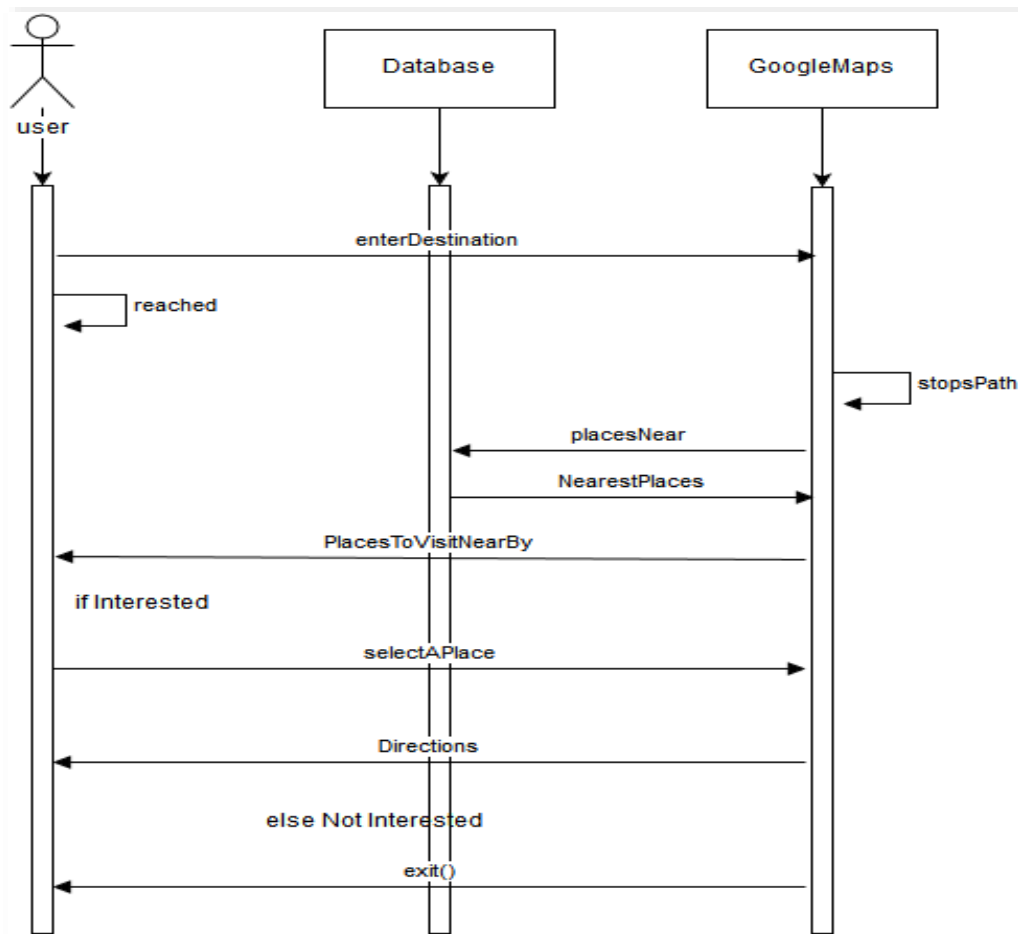 Database
GoogleMaps
user
enterDestination
reached
stopsPath
placesNear
NearestPlaces
PlacesToVisitNearBy
if Interested
selectAPlace
Directions
else Not Interested
exit()